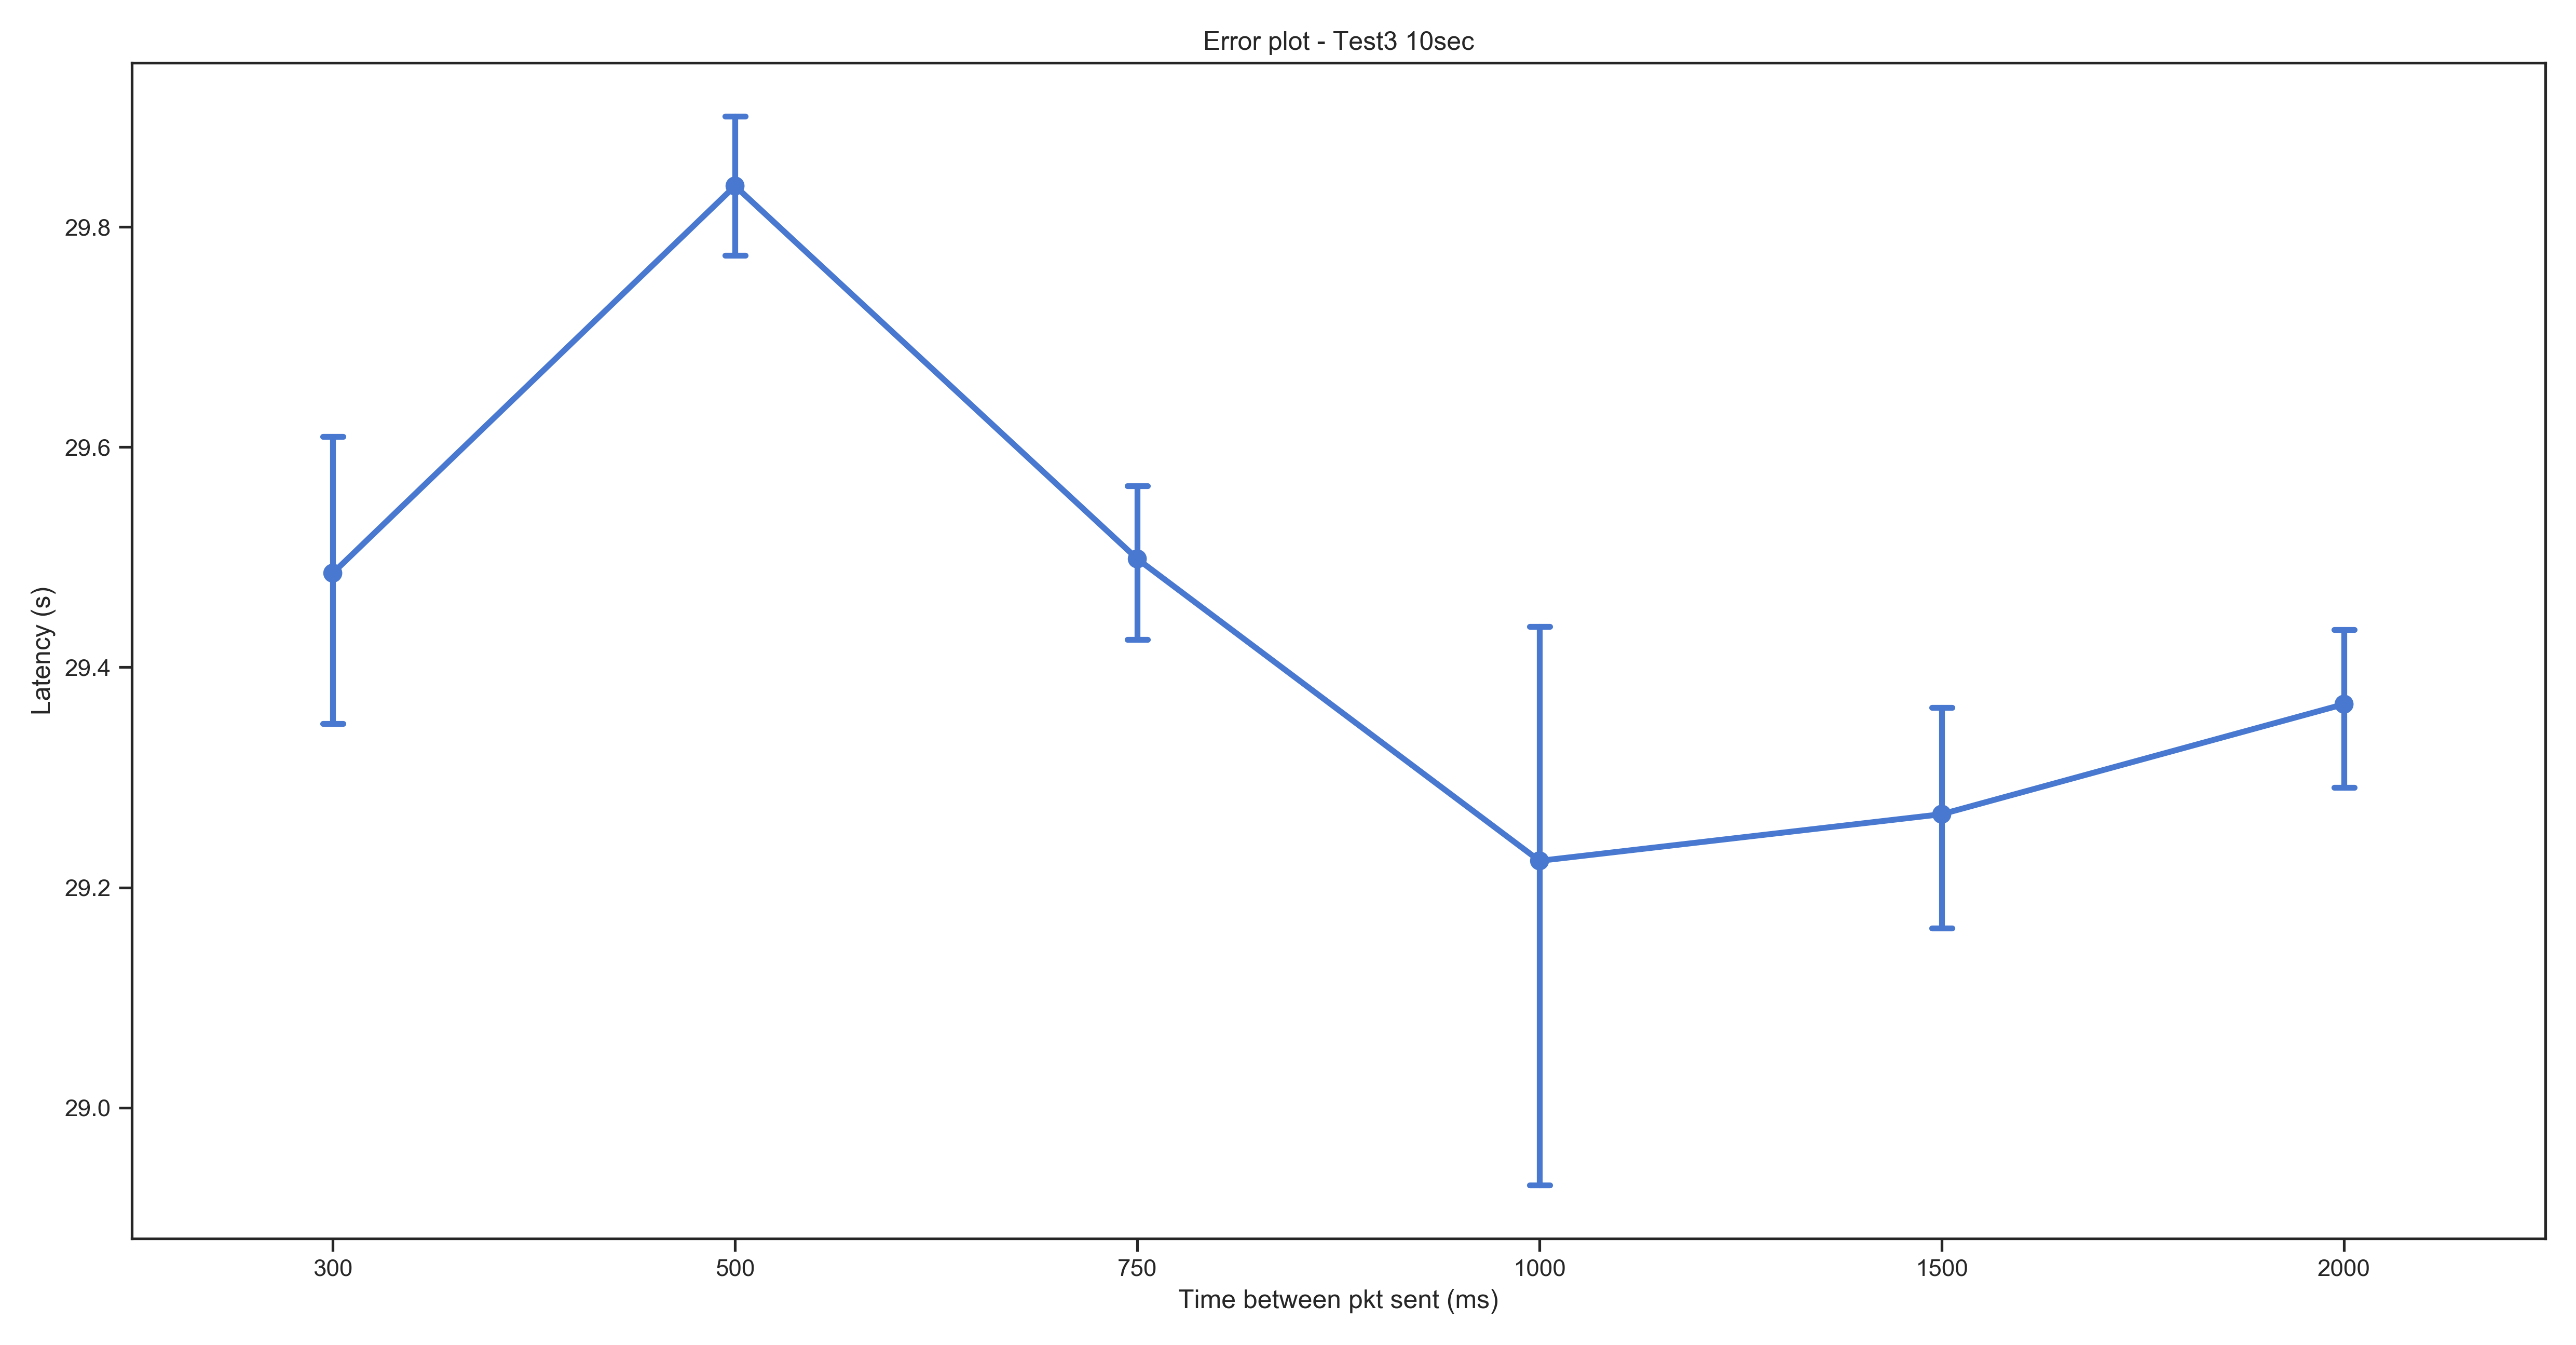 Error plot - Test3 10sec
Latency (s)
29.8
29.6
29.4
29.2
29.0
300 500 750 1000 1500 2000
Time between pkt sent (ms)